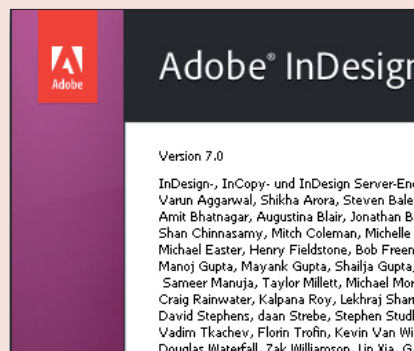 Adobe
Adobe® InDesign
Version 7.0
InDesign-, InCopy- und InDesign Server-En
Varun Aggarwal, Shikha Arora, Steven Bale
Amit Bhatnagar, Augustina Blair, Jonathan B
Shan Chinnasamy, Mitch Coleman, Michelle
Michael Easter, Henry Fieldstone, Bob Freen
Manoj Gupta, Mayank Gupta, Shailja Gupta,
Sameer Manuja, Taylor Millett, Michael Mor
Craig Rainwater, Kalpana Roy, Lekhraj Shar
David Stephens, daan Strebe, Stephen Studl
Vadim Tkachev, Florin Trofin, Kevin Van Wi
Douglas Waterfall, Zak Williamson, Lin Xia, G